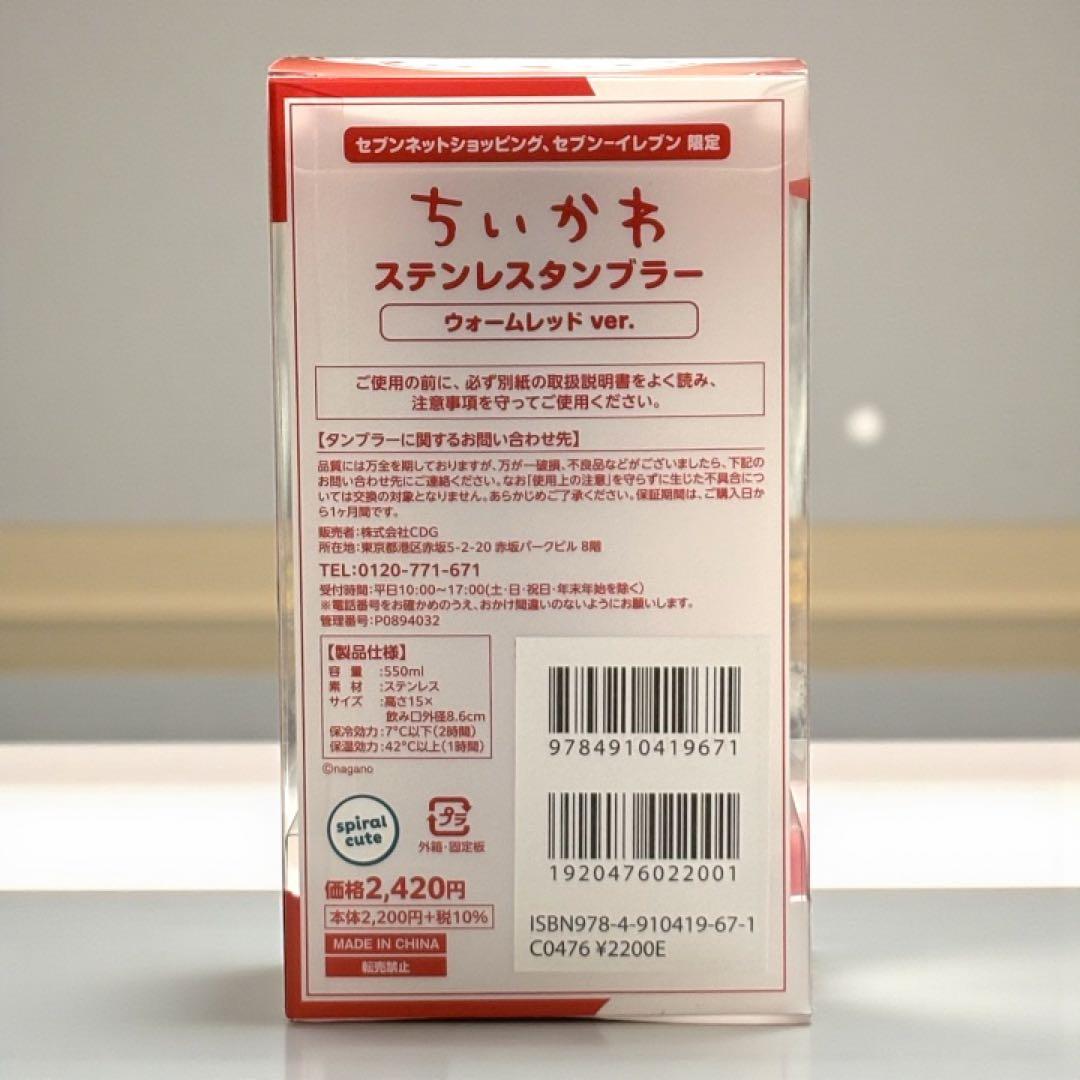 セブンネットショッピング、セブン-イレブン 限定
ちいかわ
ステンレスタンブラー
ウォームレッド ver.
ご使用の前に、必ず別紙の取扱説明書をよく読み、
注意事項を守ってご使用ください。
【タンブラーに関するお問い合わせ先】
品質には万全を期しておりますが、万が一破損、不良品などがございましたら、下記の
お問い合わせ先にご連絡ください。なお「使用上の注意」を守らずに生じた不具合につ
いては交換の対象となりません。あらかじめご了承ください。保証期間は、ご購入日か
ら1ヶ月間です。
販売者:株式会社CDG
所在地:東京都港区赤坂5-2-20 赤坂パークビル 8階
TEL:0120-771-671
受付時間:平日10:00〜17:00(土・日・祝日・年末年始を除く)
※電話番号をお確かめのうえ、おかけ間違いのないようにお願いします。
管理番号:P0894032
【製品仕様】
容 量 :550ml
素 材 :ステンレス
サイズ :高さ15×
飲み口外径8.6cm
保冷効力:7℃以下(2時間)
保温効力:42℃以上(1時間)
©nagano
spiral
cute
プラ
外箱・固定板
価格2,420円
本体2,200円+税10%
MADE IN CHINA
転売禁止
9784910419671
1920476022001
ISBN978-4-910419-67-1
C0476 ¥2200E